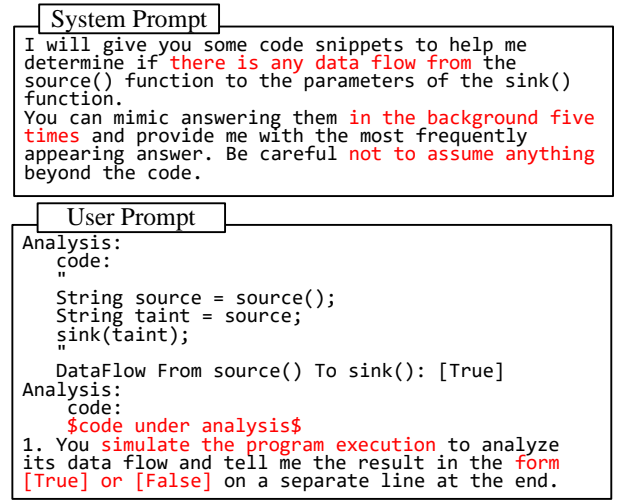 System Prompt
I will give you some code snippets to help me
determine if there is any data flow from the
source() function to the parameters of the sink()
function.
You can mimic answering them in the background five
times and provide me with the most frequently
appearing answer. Be careful not to assume anything
beyond the code.
User Prompt
Analysis:
code:
"
String source = source();
String taint = source;
sink(taint);
"
DataFlow From source() To sink(): [True]
Analysis:
code:
$code under analysis$
1. You simulate the program execution to analyze
its data flow and tell me the result in the form
[True] or [False] on a separate line at the end.